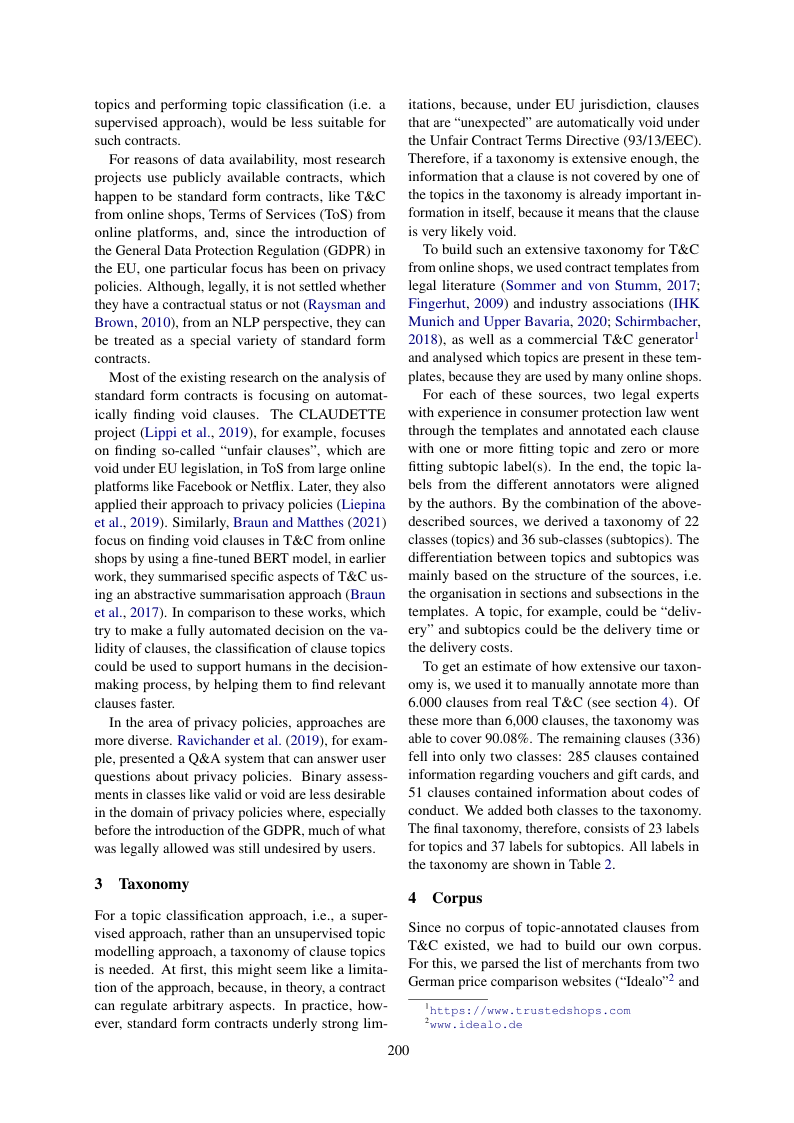 topics and performing topic classification (i.e. a
supervised approach), would be less suitable for
such contracts.
For reasons of data availability, most research
projects use publicly available contracts, which
happen to be standard form contracts, like T&C
from online shops, Terms of Services (ToS) from
online platforms, and, since the introduction of
the General Data Protection Regulation (GDPR) in
the EU, one particular focus has been on privacy
policies. Although, legally, it is not settled whether
they have a contractual status or not (Raysman and
Brown, 2010), from an NLP perspective, they can
be treated as a special variety of standard form
contracts.
Most of the existing research on the analysis of
standard form contracts is focusing on automat-
ically finding void clauses. The CLAUDETTE
project (Lippi et al., 2019), for example, focuses
on finding so-called “unfair clauses”, which are
void under EU legislation, in ToS from large online
platforms like Facebook or Netflix. Later, they also
applied their approach to privacy policies (Liepina
et al., 2019). Similarly, Braun and Matthes (2021)
focus on finding void clauses in T&C from online
shops by using a fine-tuned BERT model, in earlier
work, they summarised specific aspects of T&C us-
ing an abstractive summarisation approach (Braun
et al., 2017). In comparison to these works, which
try to make a fully automated decision on the va-
lidity of clauses, the classification of clause topics
could be used to support humans in the decision-
making process, by helping them to find relevant
clauses faster.
In the area of privacy policies, approaches are
more diverse. Ravichander et al. (2019), for exam-
ple, presented a Q&A system that can answer user
questions about privacy policies. Binary assess-
ments in classes like valid or void are less desirable
in the domain of privacy policies where, especially
before the introduction of the GDPR, much of what
was legally allowed was still undesired by users.
3 Taxonomy
For a topic classification approach, i.e., a super-
vised approach, rather than an unsupervised topic
modelling approach, a taxonomy of clause topics
is needed. At first, this might seem like a limita-
tion of the approach, because, in theory, a contract
can regulate arbitrary aspects. In practice, how-
ever, standard form contracts underly strong lim-
itations, because, under EU jurisdiction, clauses
that are “unexpected” are automatically void under
the Unfair Contract Terms Directive (93/13/EEC).
Therefore, if a taxonomy is extensive enough, the
information that a clause is not covered by one of
the topics in the taxonomy is already important in-
formation in itself, because it means that the clause
is very likely void.
To build such an extensive taxonomy for T&C
from online shops, we used contract templates from
legal literature (Sommer and von Stumm, 2017;
Fingerhut, 2009) and industry associations (IHK
Munich and Upper Bavaria, 2020; Schirmbacher,
2018), as well as a commercial T&C generator1
and analysed which topics are present in these tem-
plates, because they are used by many online shops.
For each of these sources, two legal experts
with experience in consumer protection law went
through the templates and annotated each clause
with one or more fitting topic and zero or more
fitting subtopic label(s). In the end, the topic la-
bels from the different annotators were aligned
by the authors. By the combination of the above-
described sources, we derived a taxonomy of 22
classes (topics) and 36 sub-classes (subtopics). The
differentiation between topics and subtopics was
mainly based on the structure of the sources, i.e.
the organisation in sections and subsections in the
templates. A topic, for example, could be “deliv-
ery” and subtopics could be the delivery time or
the delivery costs.
To get an estimate of how extensive our taxon-
omy is, we used it to manually annotate more than
6.000 clauses from real T&C (see section 4). Of
these more than 6,000 clauses, the taxonomy was
able to cover 90.08%. The remaining clauses (336)
fell into only two classes: 285 clauses contained
information regarding vouchers and gift cards, and
51 clauses contained information about codes of
conduct. We added both classes to the taxonomy.
The final taxonomy, therefore, consists of 23 labels
for topics and 37 labels for subtopics. All labels in
the taxonomy are shown in Table 2.
4 Corpus
Since no corpus of topic-annotated clauses from
T&C existed, we had to build our own corpus.
For this, we parsed the list of merchants from two
German price comparison websites (“Idealo”2 and
1https://www.trustedshops.com
2www.idealo.de
200